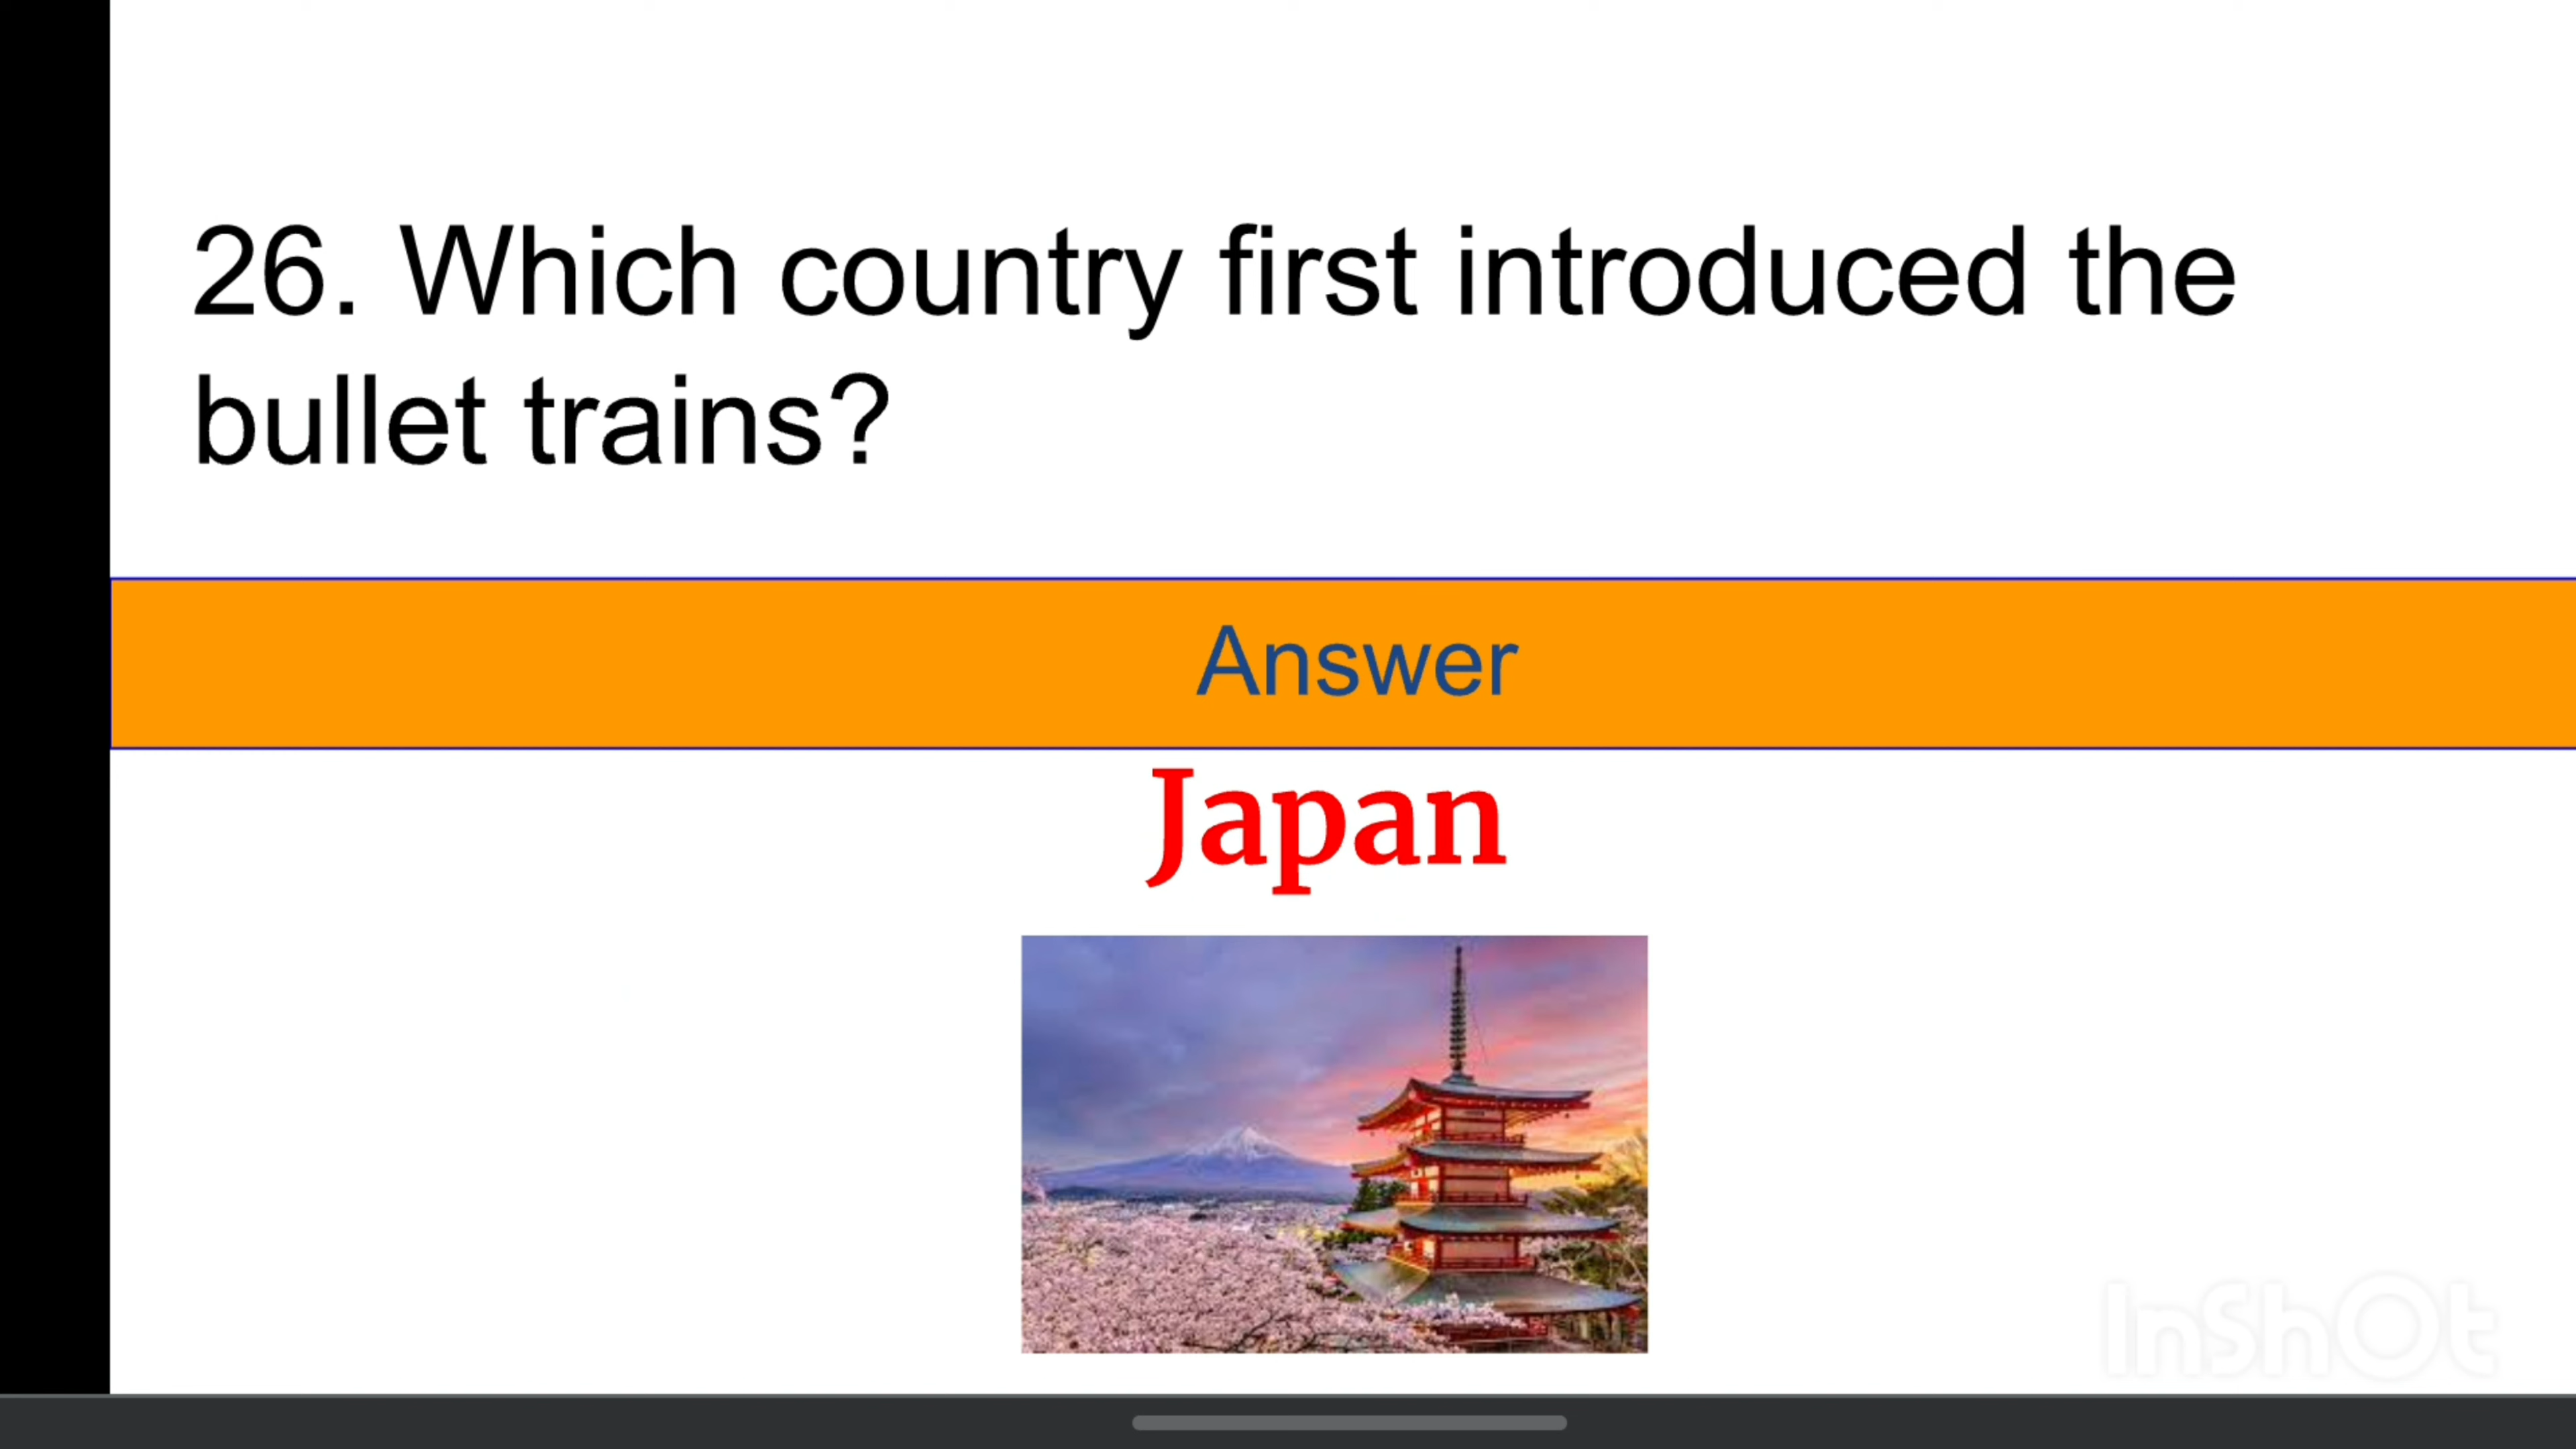 26. Which country first introduced the
bullet trains?
Answer
Japan
InShOt